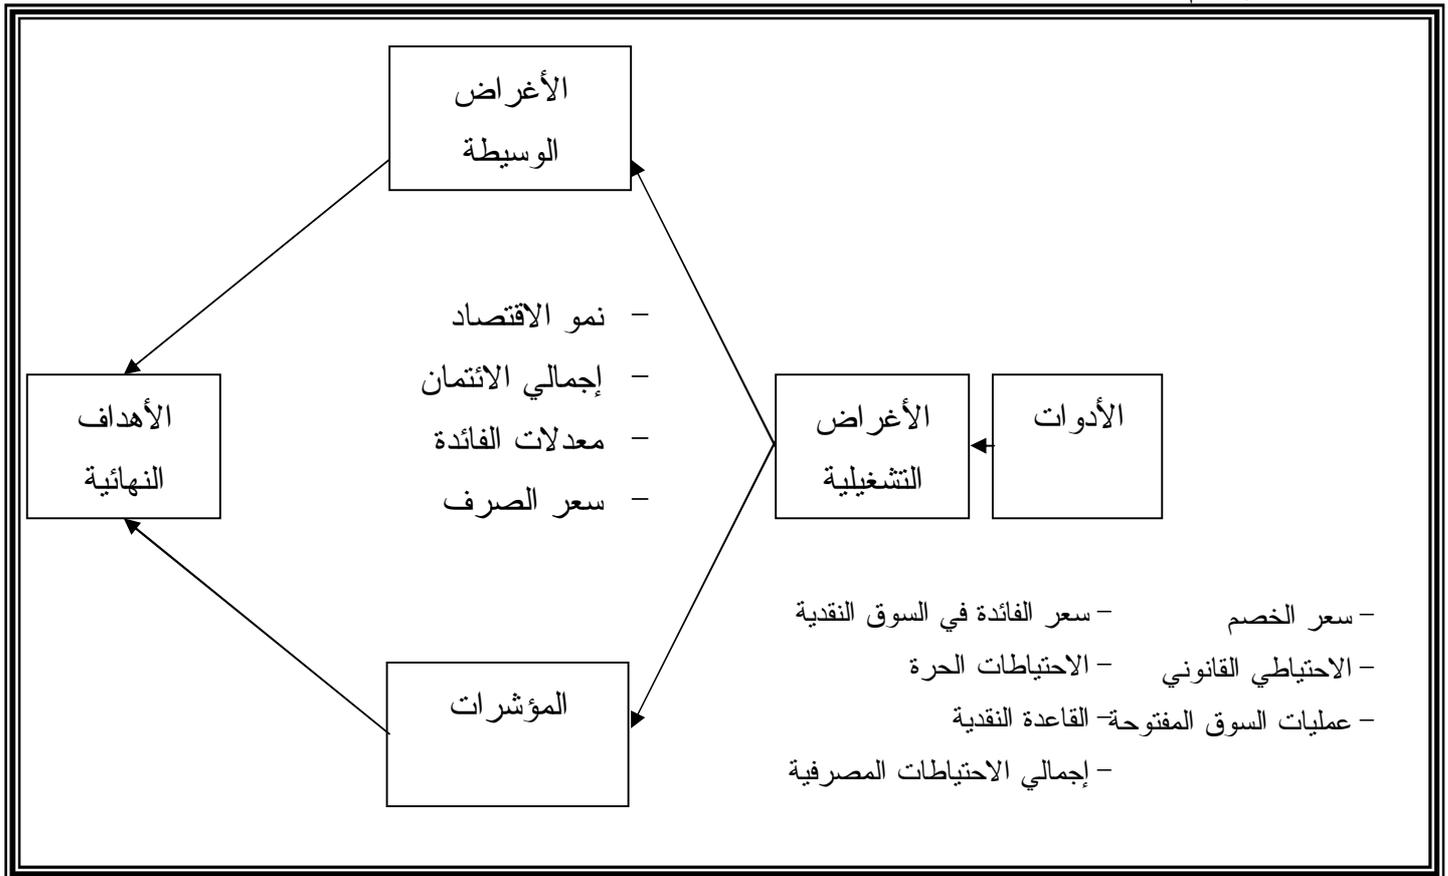 الأغراض
الوسيطة
– نمو الاقتصاد
– إجمالي الائتمان
– معدلات الفائدة
– سعر الصرف
الأدوات
الأغراض
التشغيلية
الأهداف
النهائية
المؤشرات
– سعر الخصم
– الاحتياطي القانوني
– عمليات السوق المفتوحة
– سعر الفائدة في السوق النقدية
– الاحتياطات الحرة
– القاعدة النقدية
– إجمالي الاحتياطات المصرفية